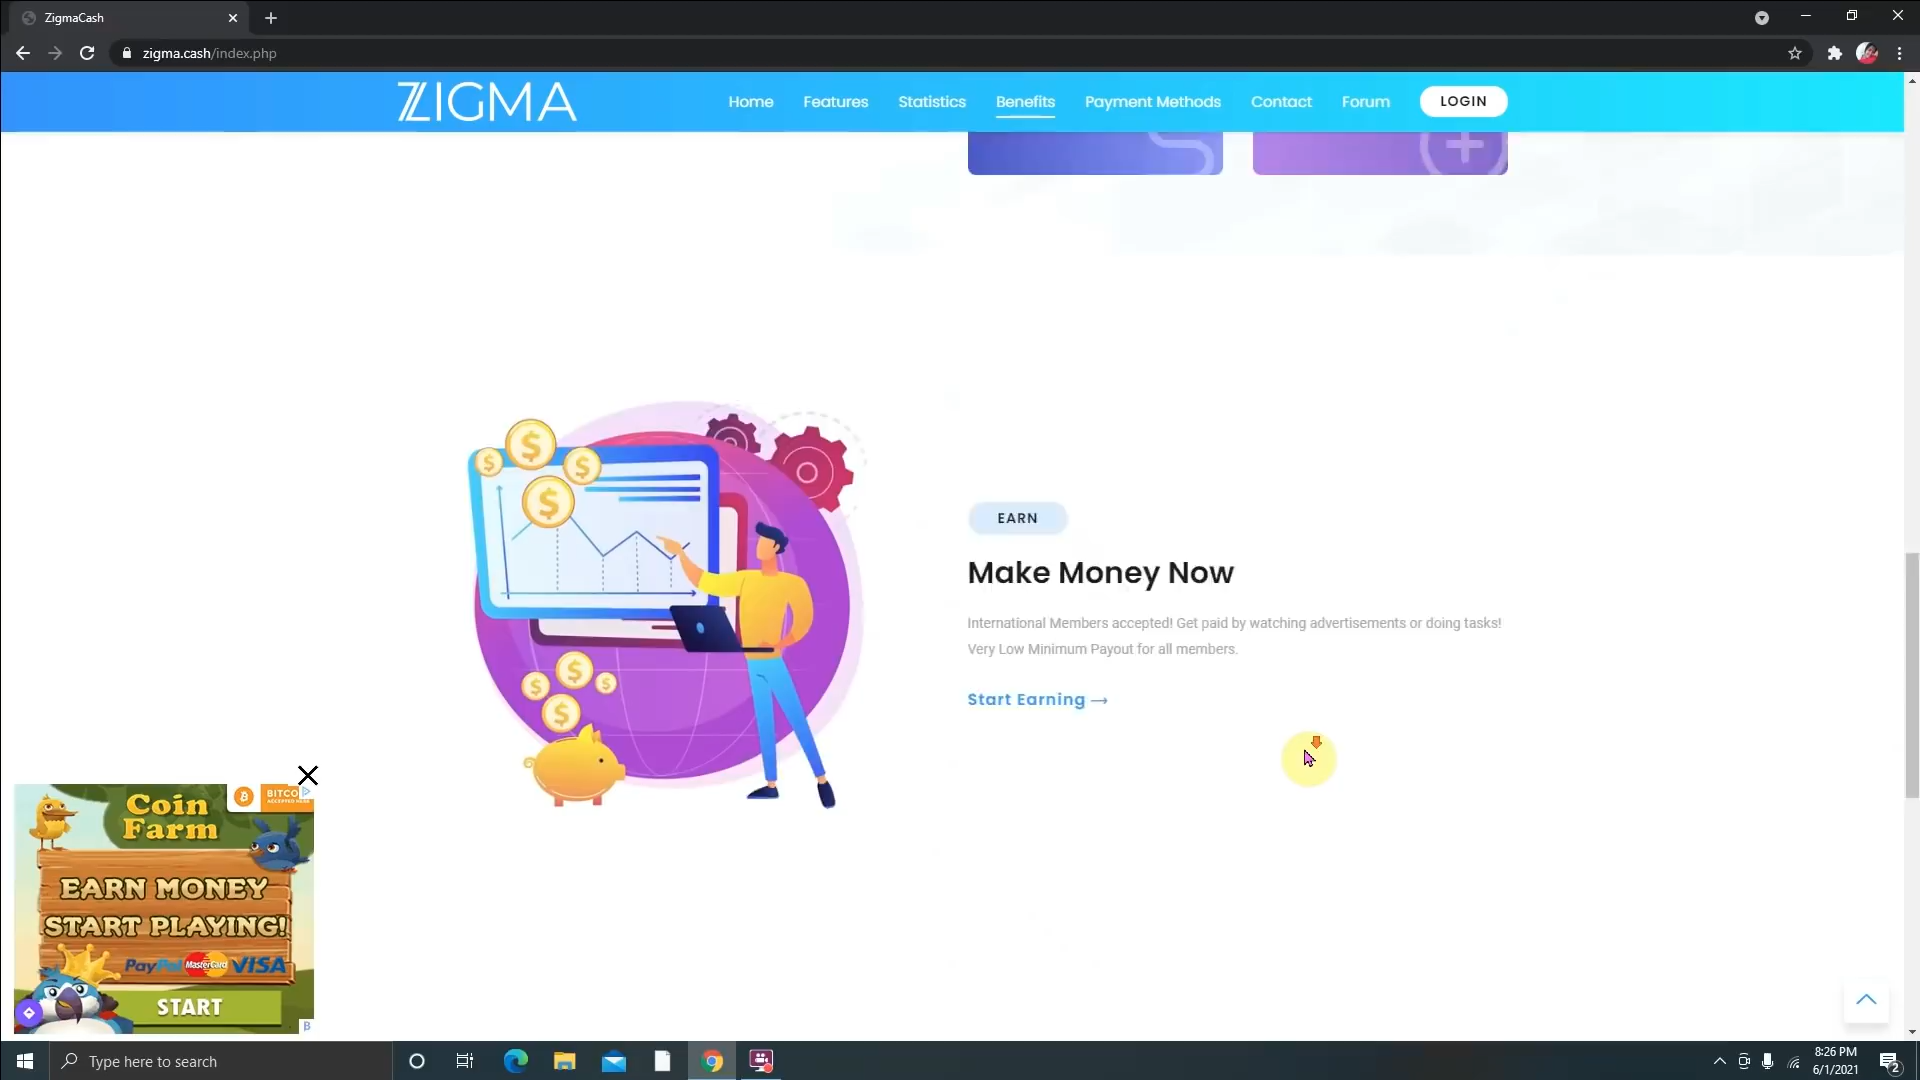 ZigmaCash
zigma.cash/index.php
ZIGMA
Home
Features
Statistics
Benefits
Payment Methods
Contact
Forum
LOGIN
EARN
Make Money Now
International Members accepted! Get paid by watching advertisements or doing tasks!
Very Low Minimum Payout for all members.
Start Earning →
Coin
Farm
EARN MONEY
START PLAYING!
PayPal MasterCard VISA
START
Type here to search
8:26 PM
6/1/2021
2